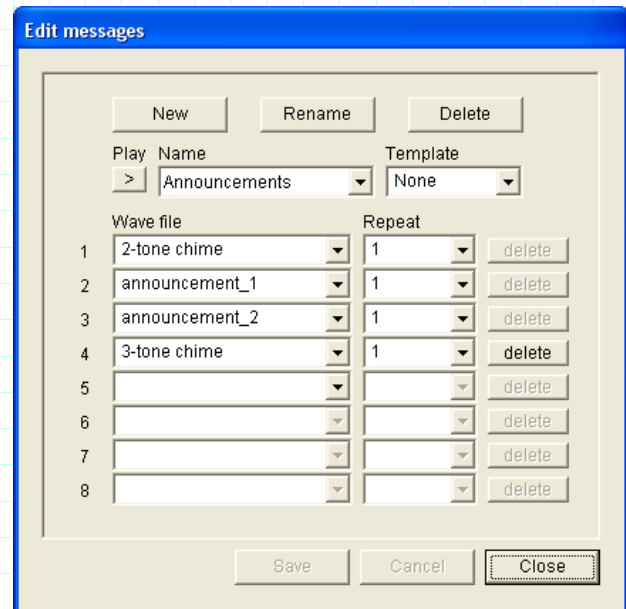 Edit messages
New Rename Delete
Play Name Template
> Announcements None
Wave file Repeat
1 2-tone chime 1 delete
2 announcement_1 1 delete
3 announcement_2 1 delete
4 3-tone chime 1 delete
5 delete
6 delete
7 delete
8 delete
Save Cancel Close